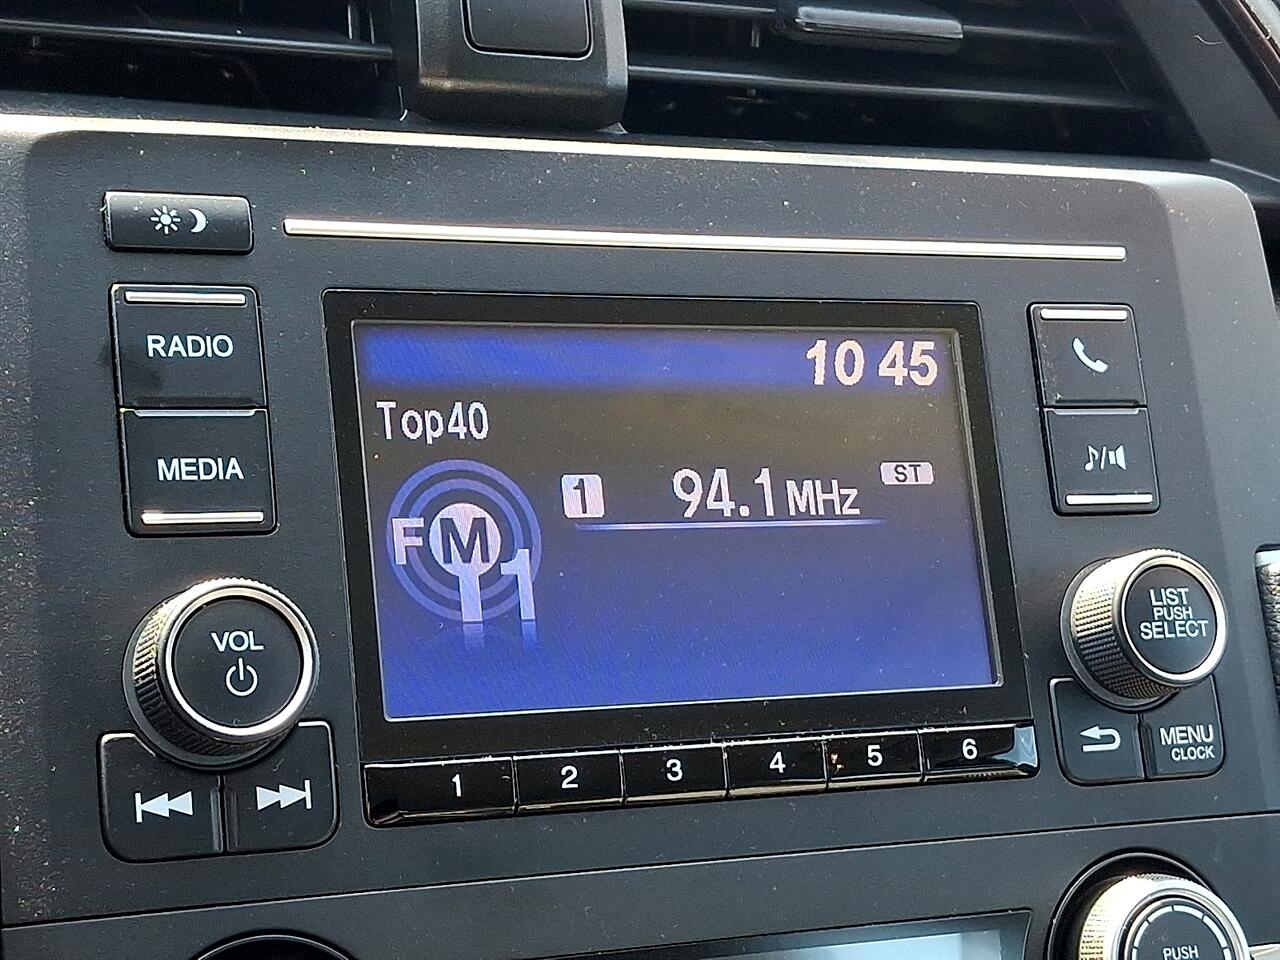 RADIO
MEDIA
10 45
Top40
FM 1
1 94.1 MHz ST
VOL
LIST
PUSH
SELECT
MENU
CLOCK
1 2 3 4 5 6
PUSH